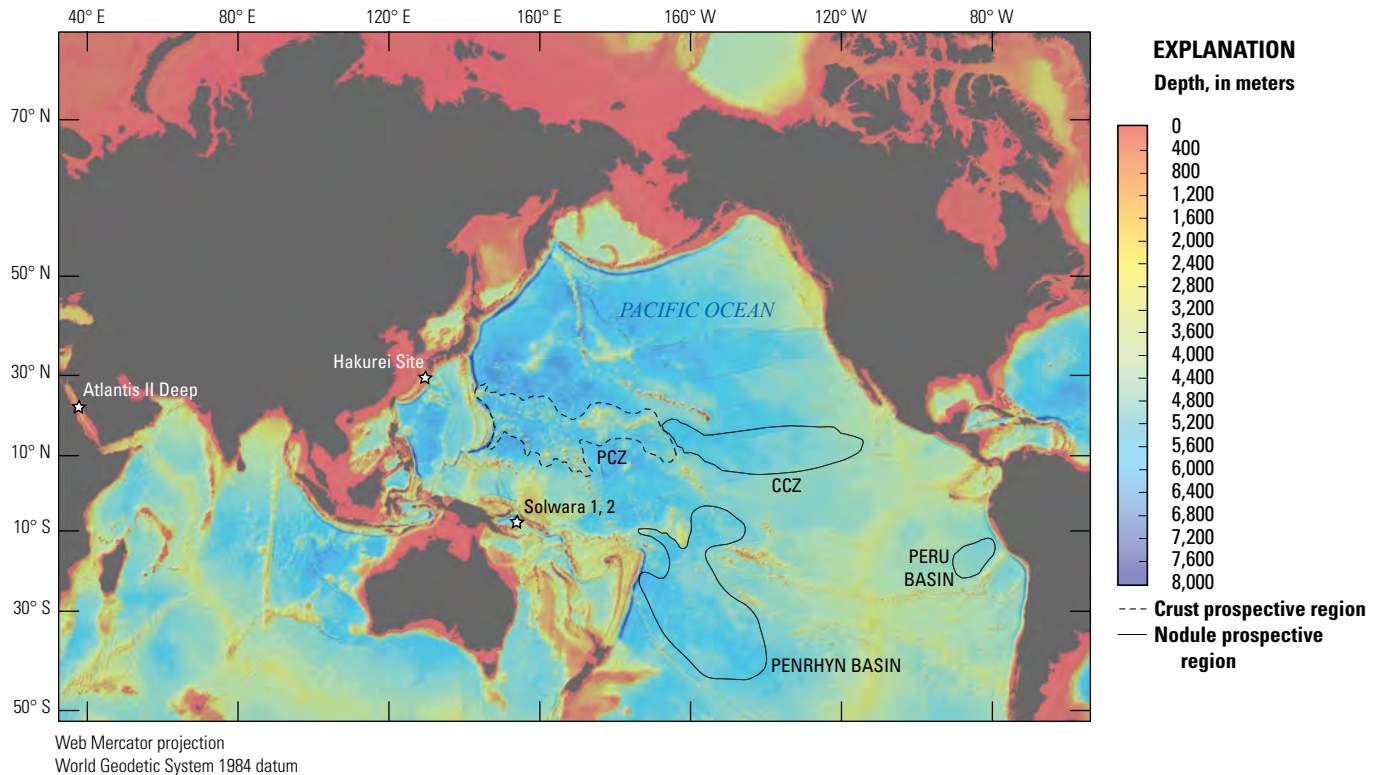 40° E 80° E 120° E 160° E 160° W 120° W 80° W
70° N
50° N
30° N
10° N
10° S
30° S
50° S
PACIFIC OCEAN
Hakurei Site
Atlantis II Deep
PCZ
CCZ
Solwara 1, 2
PERU
BASIN
PENRHYN BASIN
Web Mercator projection
World Geodetic System 1984 datum
EXPLANATION
Depth, in meters
0
400
800
1,200
1,600
2,000
2,400
2,800
3,200
3,600
4,000
4,400
4,800
5,200
5,600
6,000
6,400
6,800
7,200
7,600
8,000
Crust prospective region
Nodule prospective
region